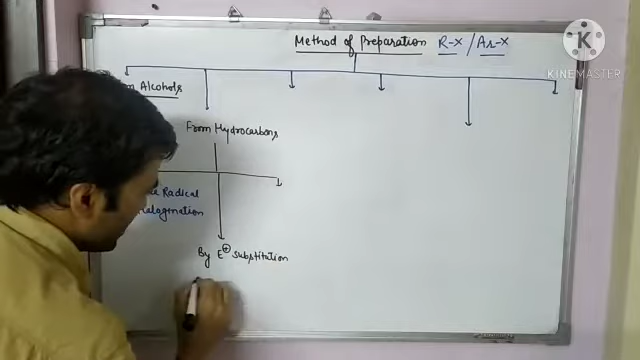 Method of Preparation R-X / Ar-X
KINEMASTER
Alcohols
From Hydrocarbons
Radical
Halogenation
By E⊕ substitution